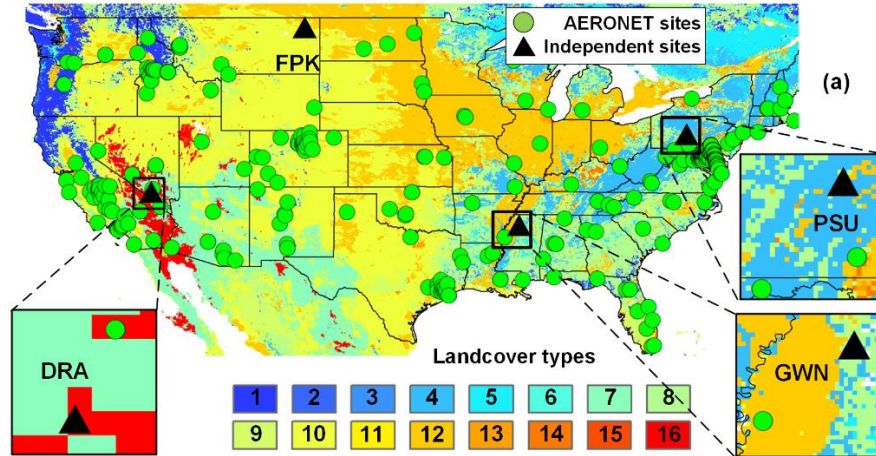 AERONET sites
Independent sites
(a)
FPK
PSU
DRA
GWN
Landcover types
1 2 3 4 5 6 7 8
9 10 11 12 13 14 15 16